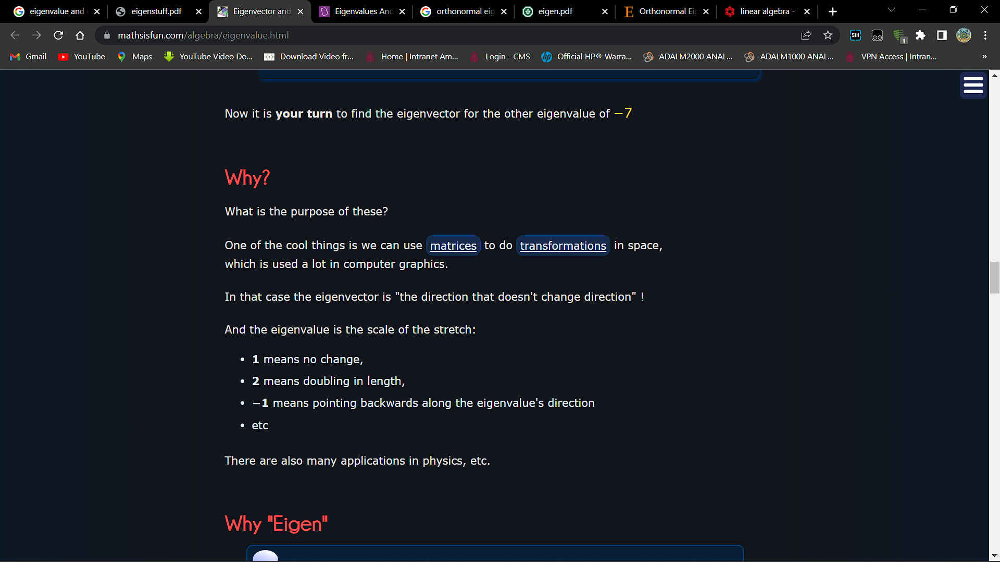 eigenvalue and
eigenstuff.pdf
Eigenvector and
Eigenvalues And
orthonormal eig
eigen.pdf
Orthonormal Eig
linear algebra -
mathsisfun.com/algebra/eigenvalue.html
SIH
1
Gmail
YouTube
Maps
YouTube Video Do...
Download Video fr...
Home | Intranet Am...
Login - CMS
Official HP® Warra...
ADALM2000 ANAL...
ADALM1000 ANAL...
VPN Access | Intran...
»
Now it is your turn to find the eigenvector for the other eigenvalue of −7
Why?
What is the purpose of these?
One of the cool things is we can use matrices to do transformations in space,
which is used a lot in computer graphics.
In that case the eigenvector is "the direction that doesn't change direction" !
And the eigenvalue is the scale of the stretch:
• 1 means no change,
• 2 means doubling in length,
• −1 means pointing backwards along the eigenvalue's direction
• etc
There are also many applications in physics, etc.
Why "Eigen"